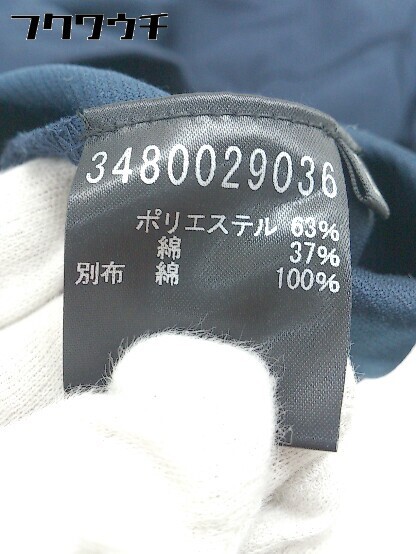 フクワウチ
3480029036
ポリエステル 63%
綿 37%
別布 綿 100%